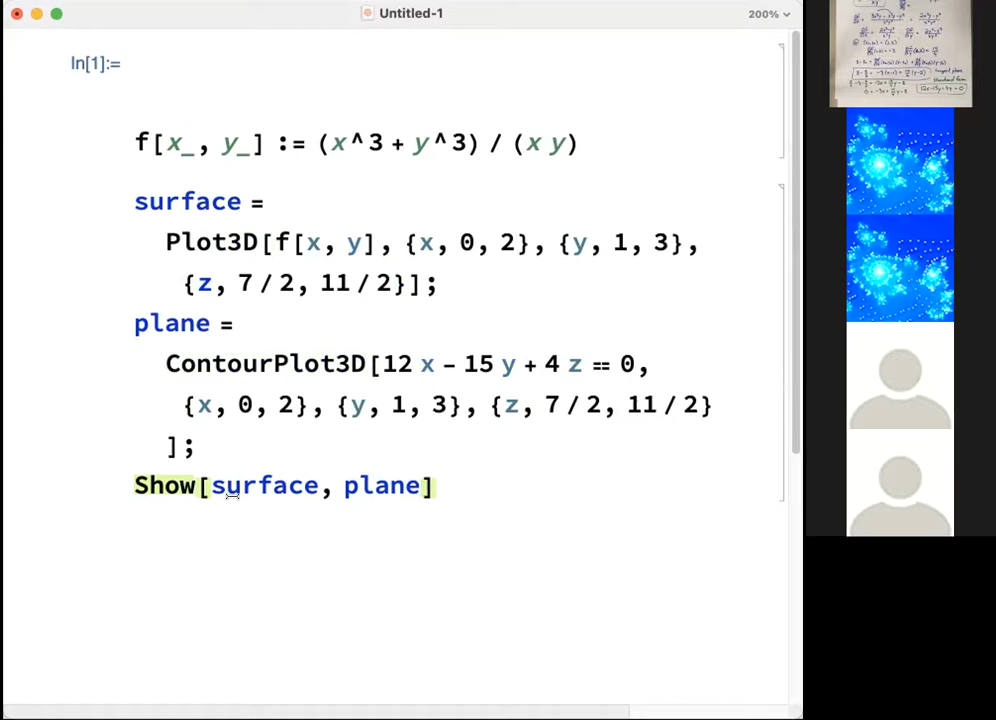 Untitled-1
200%
In[1]:=
f[x_, y_] := (x^3 + y^3) / (x y)
surface =
Plot3D[f[x, y], {x, 0, 2}, {y, 1, 3},
{z, 7 / 2, 11 / 2}];
plane =
ContourPlot3D[12 x - 15 y + 4 z == 0,
{x, 0, 2}, {y, 1, 3}, {z, 7 / 2, 11 / 2}
];
Show[surface, plane]